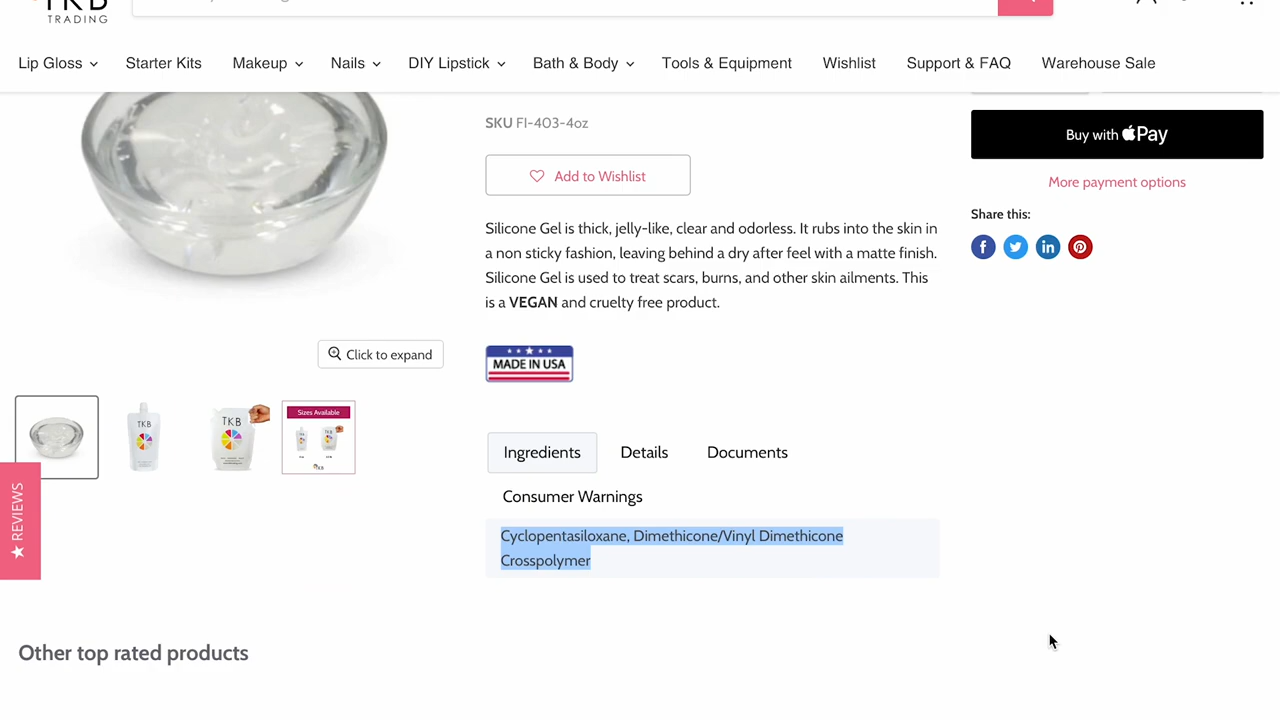 TKB
TRADING
Lip Gloss
Starter Kits
Makeup
Nails
DIY Lipstick
Bath & Body
Tools & Equipment
Wishlist
Support & FAQ
Warehouse Sale
SKU FI-403-4oz
Add to Wishlist
Silicone Gel is thick, jelly-like, clear and odorless. It rubs into the skin in
a non sticky fashion, leaving behind a dry after feel with a matte finish.
Silicone Gel is used to treat scars, burns, and other skin ailments. This
is a VEGAN and cruelty free product.
MADE IN USA
Buy with Pay
More payment options
Share this:
Click to expand
TKB
TKB
Sizes Available
TKB
★ REVIEWS
Ingredients
Details
Documents
Consumer Warnings
Cyclopentasiloxane, Dimethicone/Vinyl Dimethicone
Crosspolymer
Other top rated products